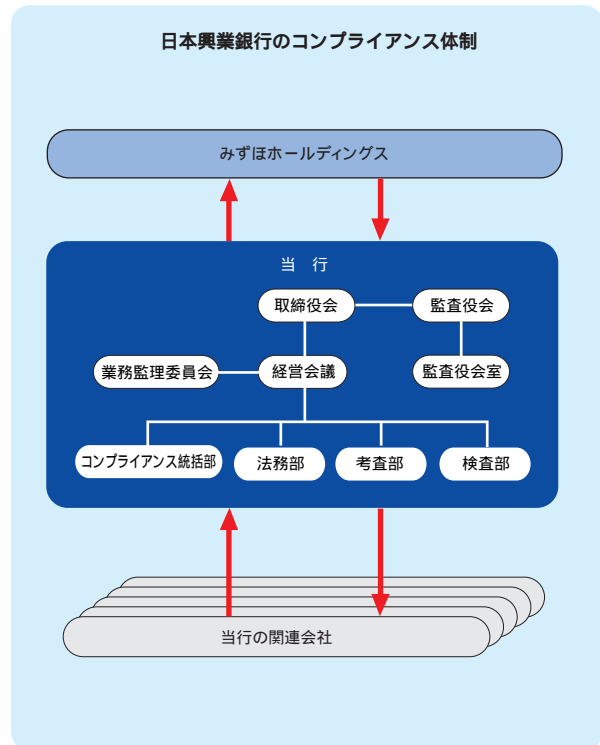 日本興業銀行のコンプライアンス体制
みずほホールディングス
当　行
取締役会
監査役会
業務監理委員会
経営会議
監査役会室
コンプライアンス統括部
法務部
考査部
検査部
当行の関連会社